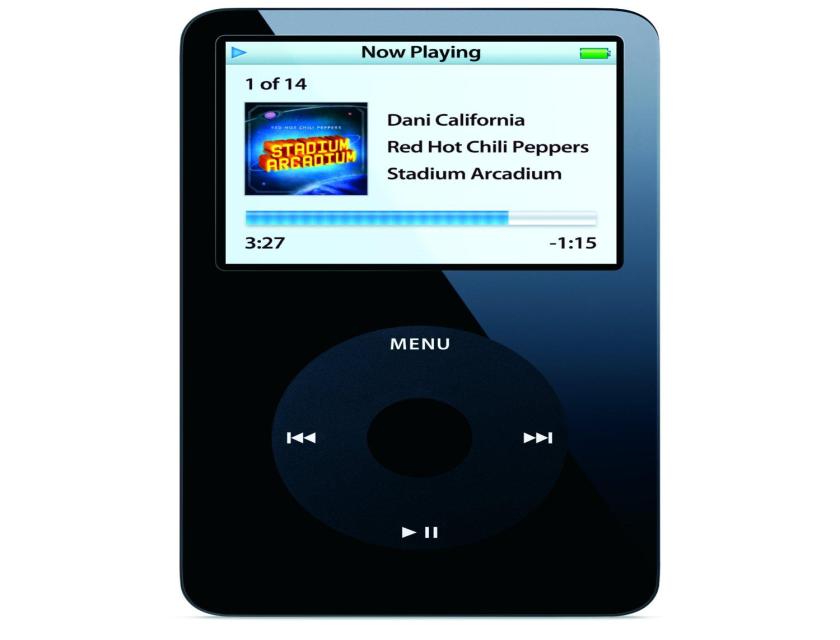 Now Playing
1 of 14
RED HOT CHILI PEPPERS
STADIUM
ARCADIUM
Dani California
Red Hot Chili Peppers
Stadium Arcadium
3:27
-1:15
MENU